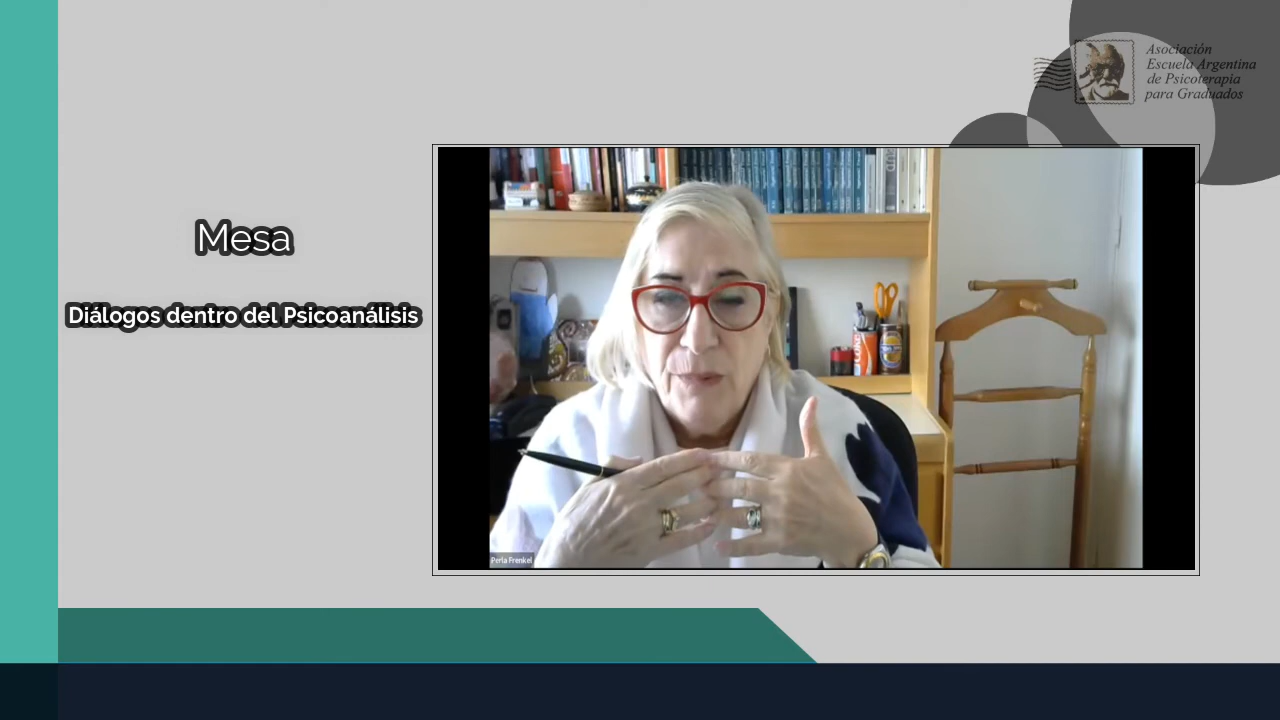 Asociación
Escuela Argentina
de Psicoterapia
para Graduados
Mesa
Diálogos dentro del Psicoanálisis
Perla Frenkel